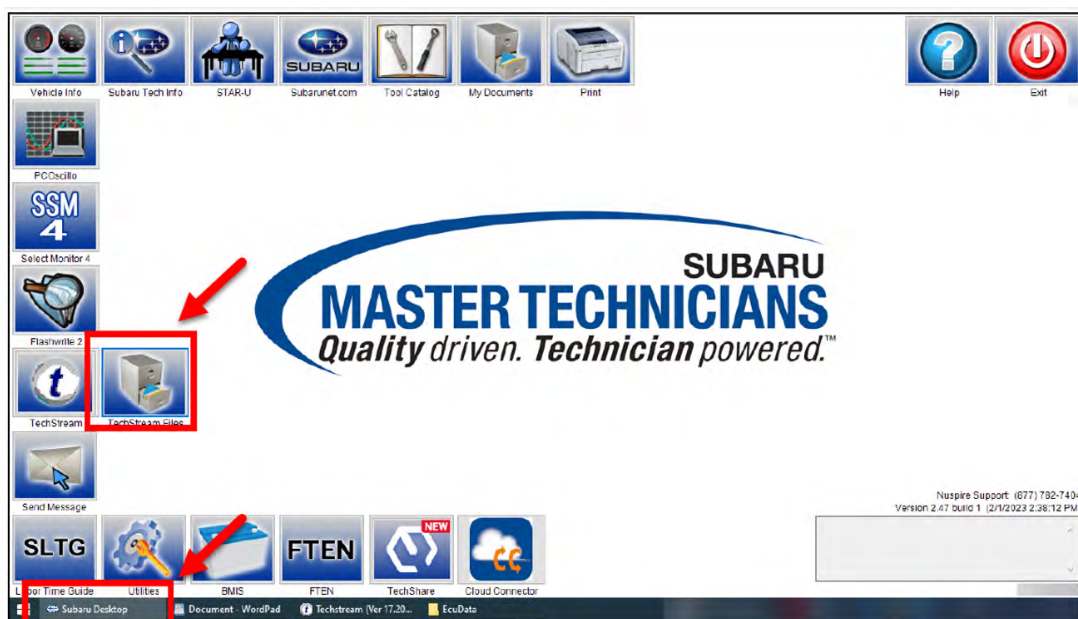 SUBARU
Vehicle Info
Subaru Tech Info
STAR-U
Subarunet.com
Tool Catalog
My Documents
Print
Help
Exit
PCOscillo
SSM
4
Select Monitor 4
Flashwrite 2
t
TechStream
TechStream Files
Send Message
SUBARU
MASTER TECHNICIANS
Quality driven. Technician powered.™
Nuspire Support (877) 782-7404
Version 2.47 build 1 (2/1/2023 2:38:12 PM
SLTG
FTEN
NEW
CC
Labor Time Guide
Utilities
BMIS
FTEN
TechShare
Cloud Connector
Subaru Desktop
Document - WordPad
Techstream (Ver 17.20...
EcuData